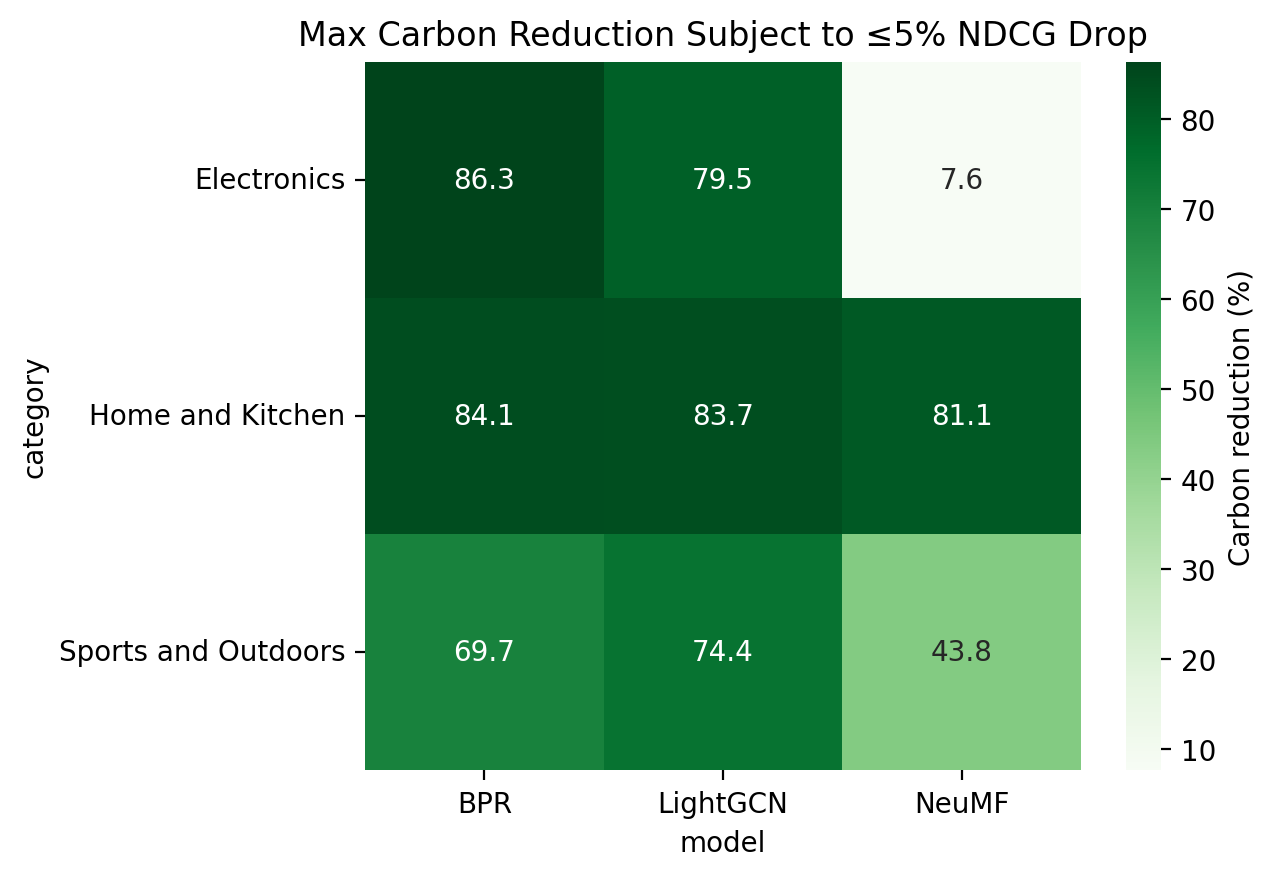 Max Carbon Reduction Subject to ≤5% NDCG Drop
category
Electronics
86.3 79.5 7.6
Home and Kitchen
84.1 83.7 81.1
Sports and Outdoors
69.7 74.4 43.8
BPR LightGCN NeuMF
model
80
70
60
50
40
30
20
10
Carbon reduction (%)